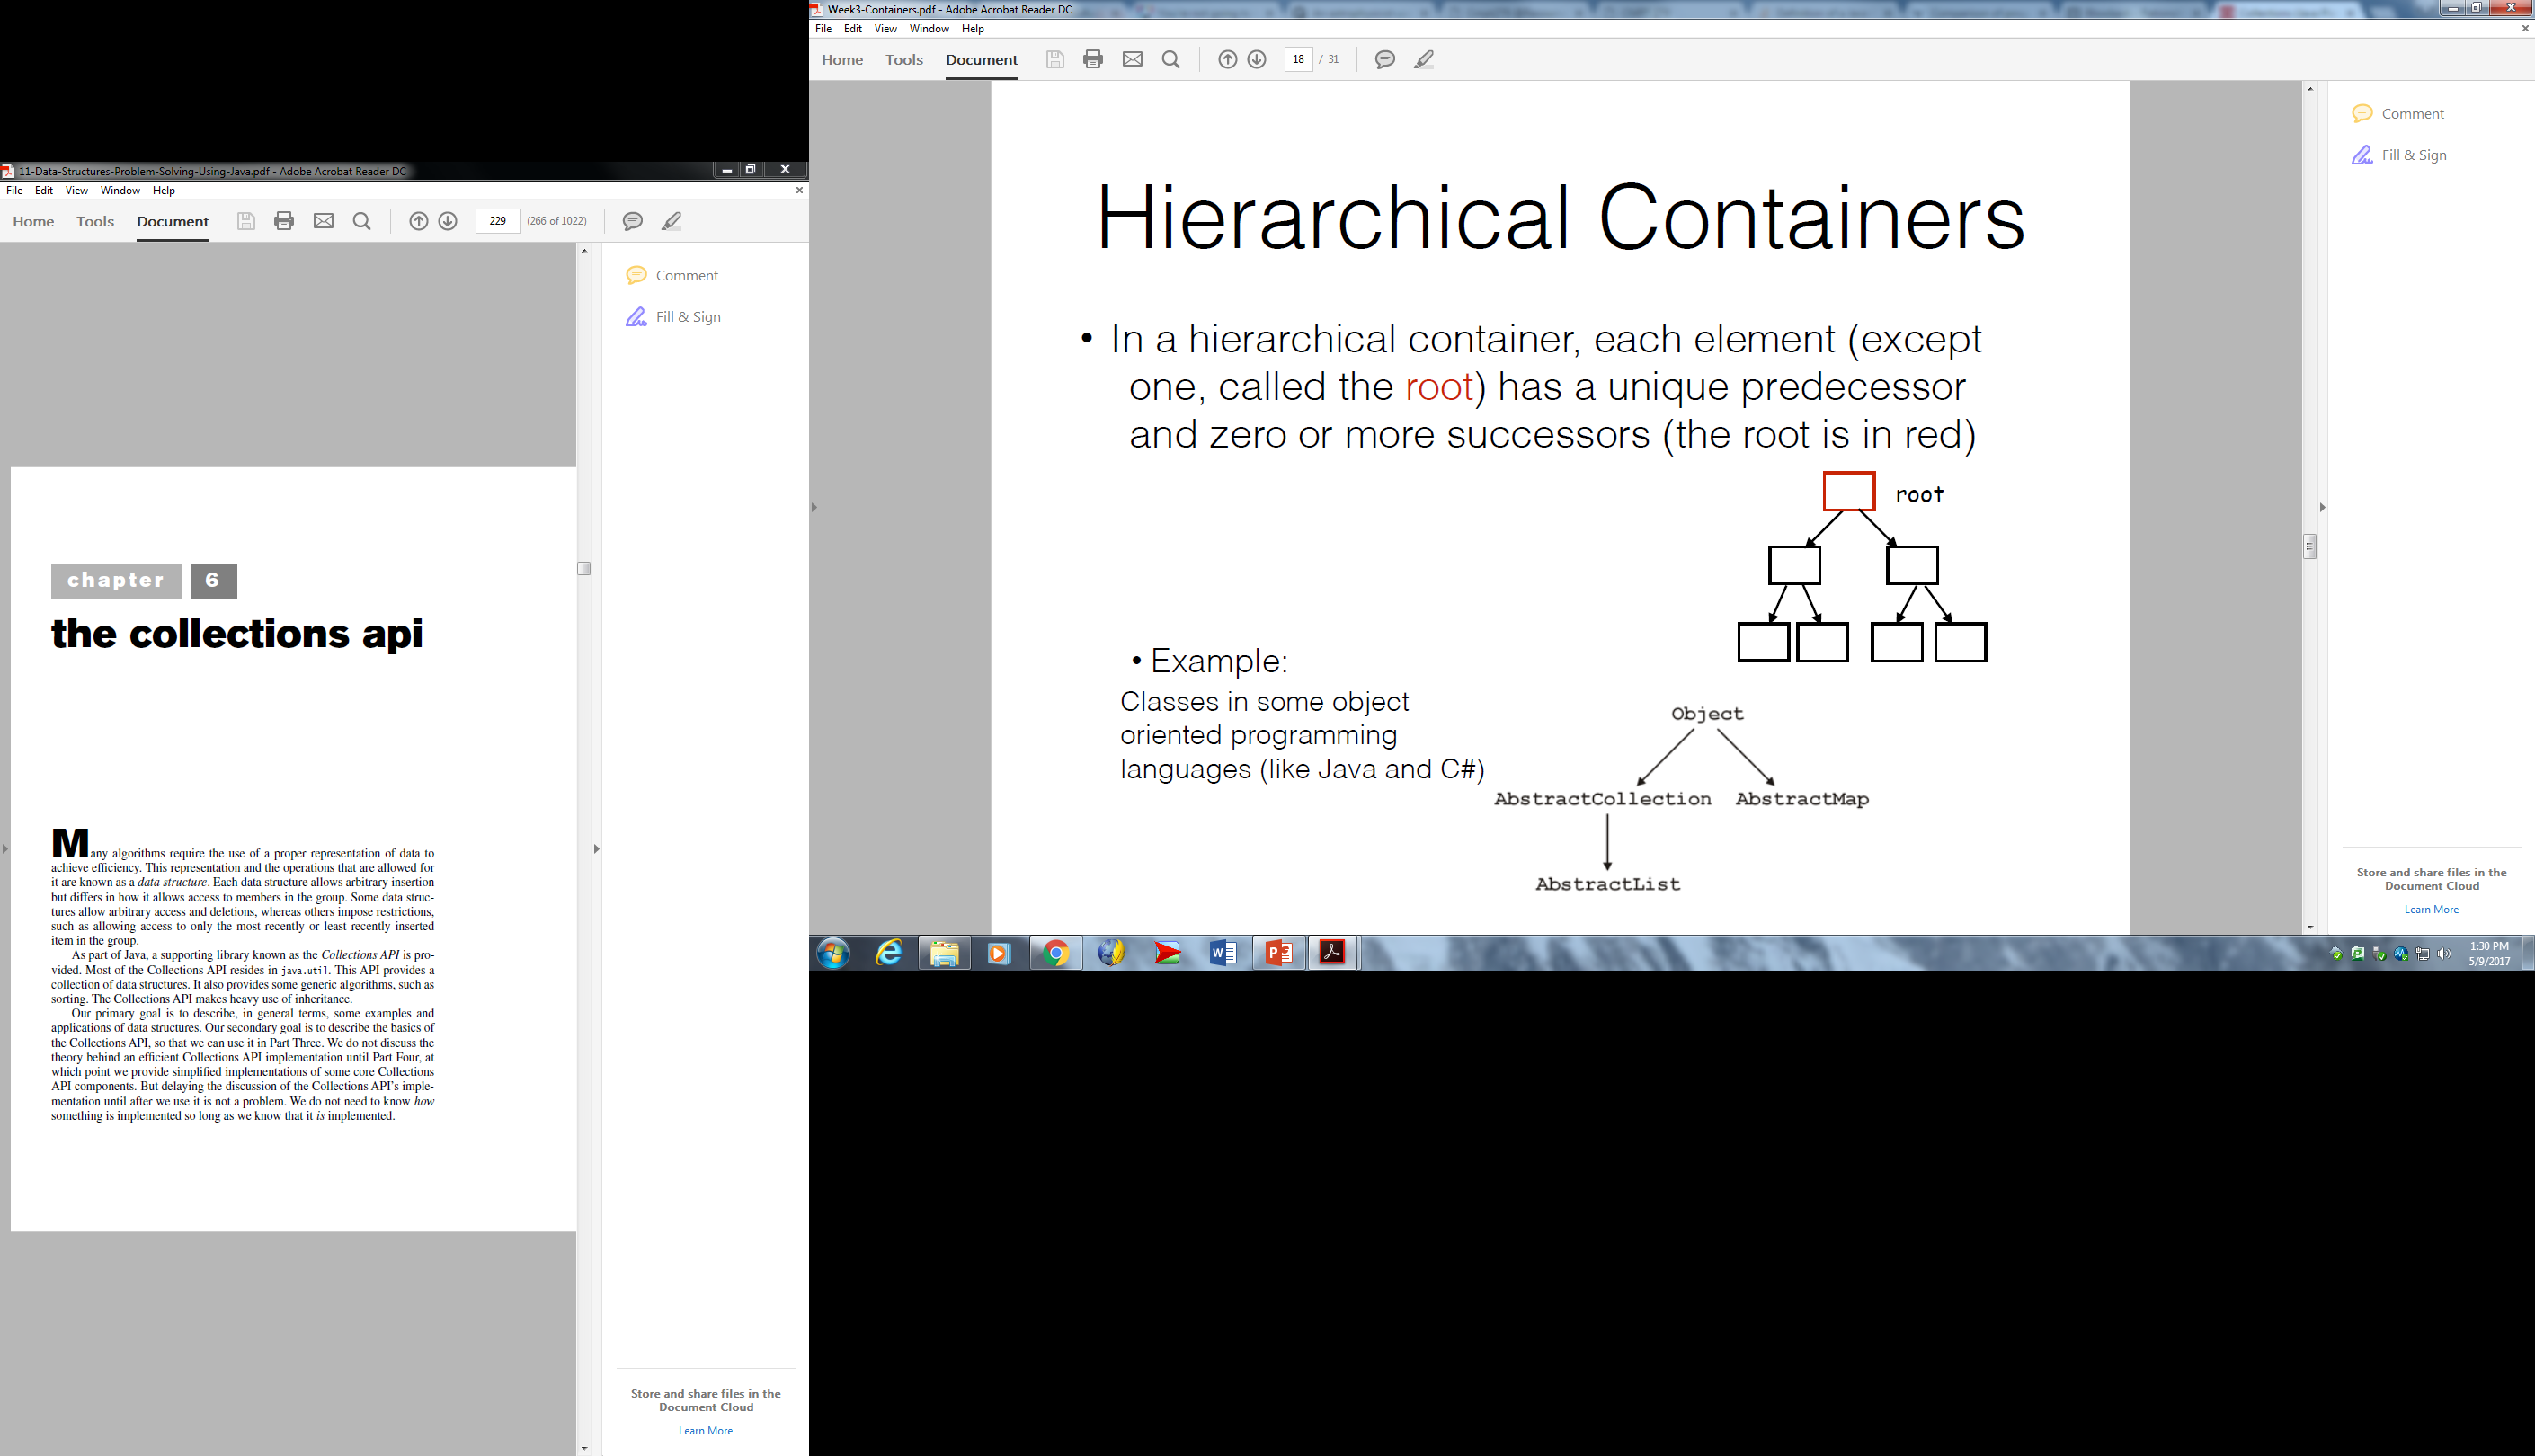 11-Data-Structures-Problem-Solving-Using-Java.pdf - Adobe Acrobat Reader DC
File Edit View Window Help
Home Tools Document 229 (266 of 1022)
Comment
Fill & Sign
chapter 6
the collections api
Many algorithms require the use of a proper representation of data to
achieve efficiency. This representation and the operations that are allowed for
it are known as a data structure. Each data structure allows arbitrary insertion
but differs in how it allows access to members in the group. Some data struc-
tures allow arbitrary access and deletions, whereas others impose restrictions,
such as allowing access to only the most recently or least recently inserted
item in the group.
As part of Java, a supporting library known as the Collections API is pro-
vided. Most of the Collections API resides in java.util. This API provides a
collection of data structures. It also provides some generic algorithms, such as
sorting. The Collections API makes heavy use of inheritance.
Our primary goal is to describe, in general terms, some examples and
applications of data structures. Our secondary goal is to describe the basics of
the Collections API, so that we can use it in Part Three. We do not discuss the
theory behind an efficient Collections API implementation until Part Four, at
which point we provide simplified implementations of some core Collections
API components. But delaying the discussion of the Collections API's imple-
mentation until after we use it is not a problem. We do not need to know how
something is implemented so long as we know that it is implemented.
Store and share files in the
Document Cloud
Learn More
Week3-Containers.pdf - Adobe Acrobat Reader DC
File Edit View Window Help
Home Tools Document 18 / 31
Comment
Fill & Sign
Hierarchical Containers
• In a hierarchical container, each element (except
one, called the root) has a unique predecessor
and zero or more successors (the root is in red)
root
• Example:
Classes in some object
oriented programming
languages (like Java and C#)
Object
AbstractCollection AbstractMap
AbstractList
Store and share files in the
Document Cloud
Learn More
1:30 PM
5/9/2017